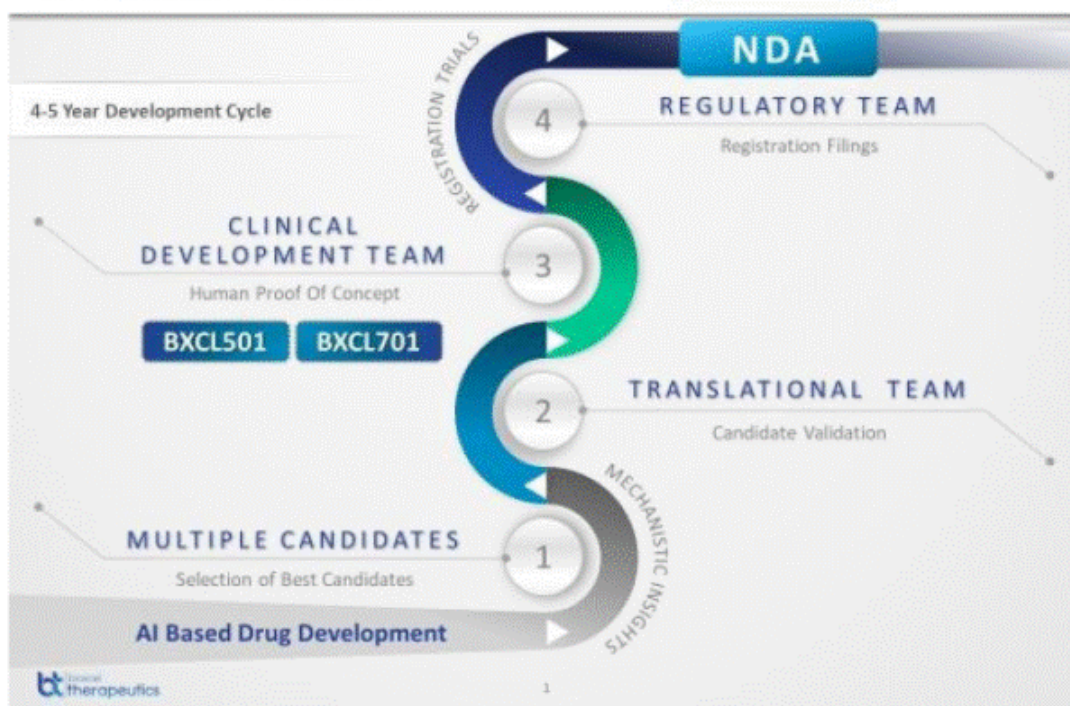 NDA
4-5 Year Development Cycle
REGISTRATION TRIALS
4
REGULATORY TEAM
Registration Filings
CLINICAL
DEVELOPMENT TEAM
Human Proof Of Concept
3
BXCL501 BXCL701
2
TRANSLATIONAL TEAM
Candidate Validation
MECHANISTIC INSIGHTS
MULTIPLE CANDIDATES
Selection of Best Candidates
1
AI Based Drug Development
bt
therapeutics
1